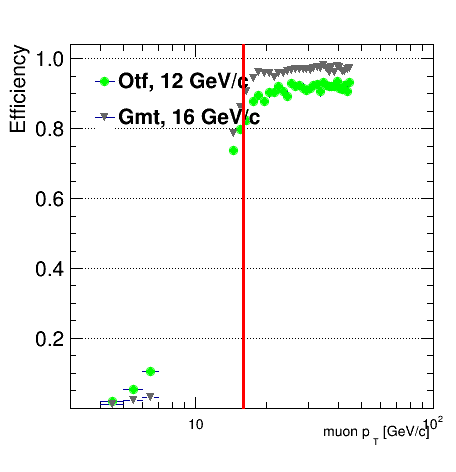 Efficiency
1.0
0.8
0.6
0.4
0.2
Otf, 12 GeV/c
Gmt, 16 GeV/c
10
10²
muon p_T [GeV/c]